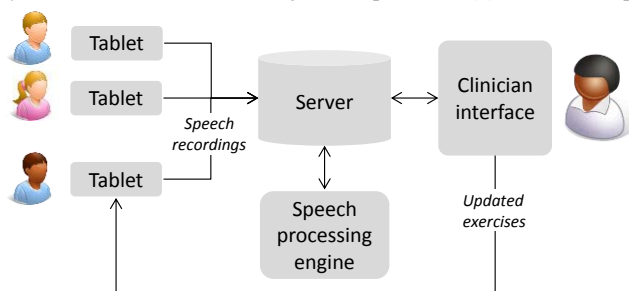 Tablet
Tablet
Tablet
Speech
recordings
Server
Speech
processing
engine
Clinician
interface
Updated
exercises